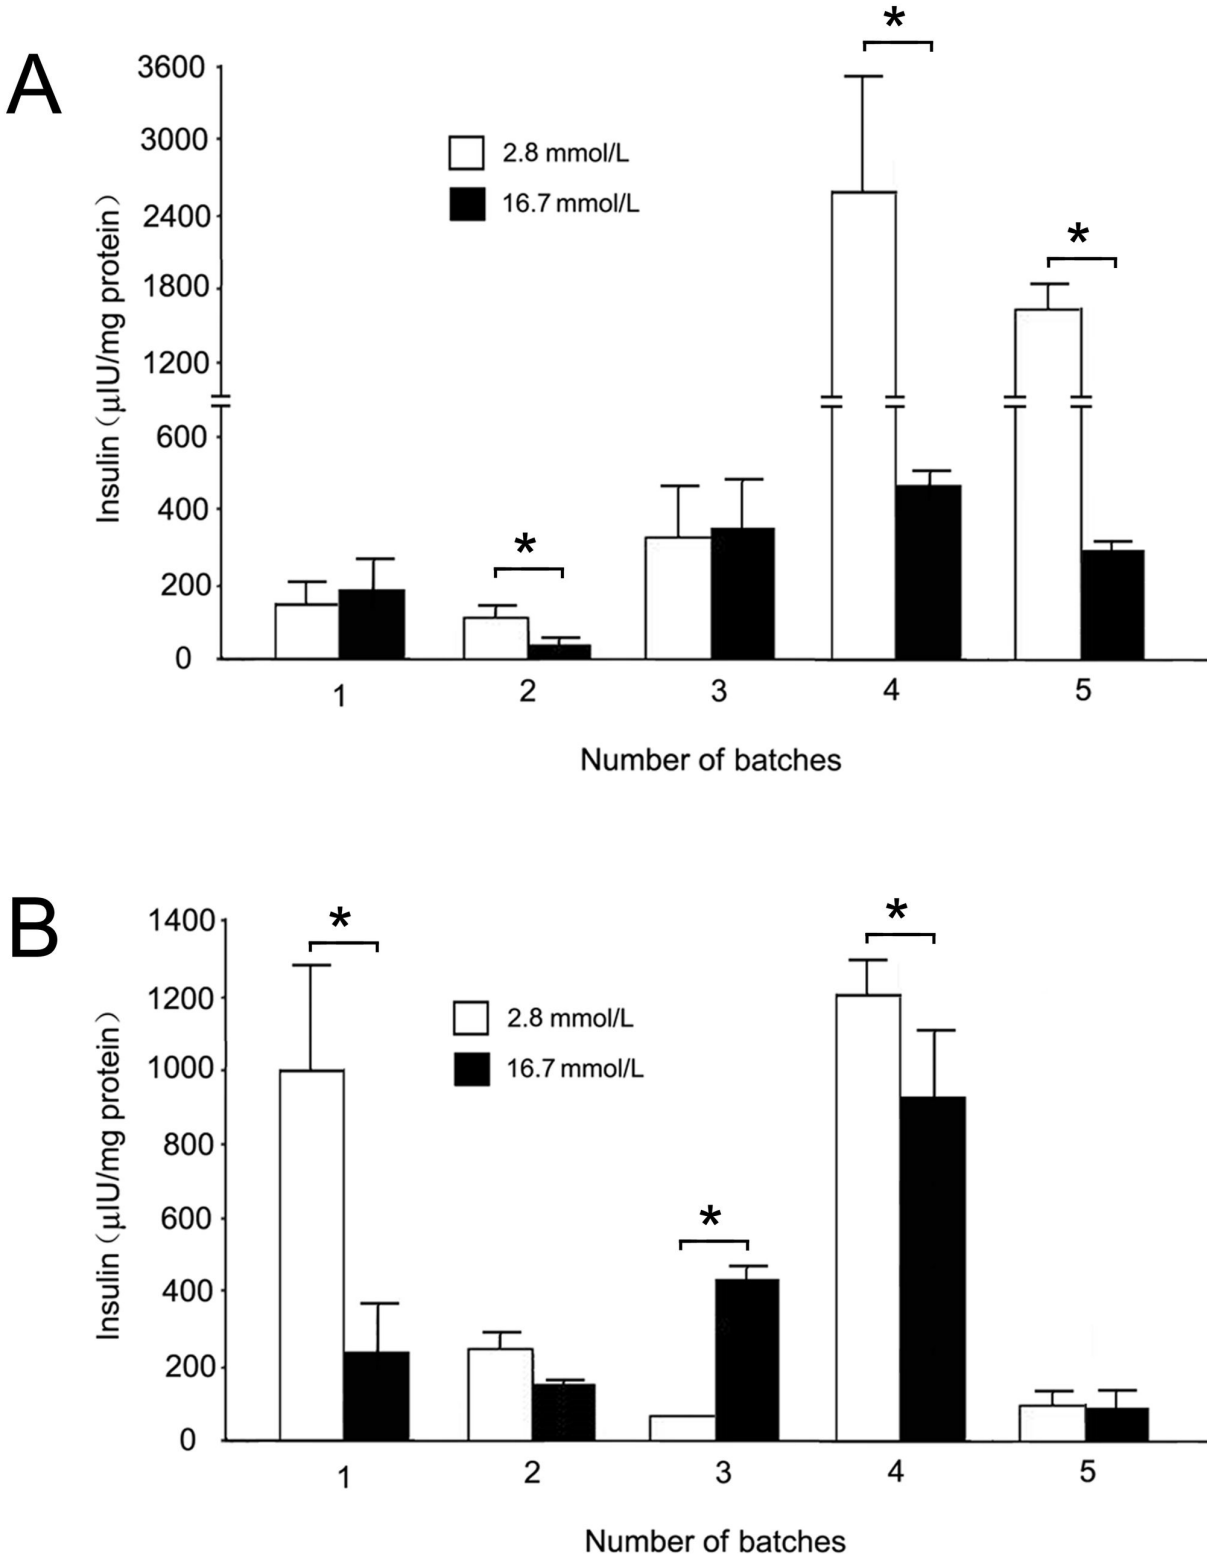 A
Insulin (μIU/mg protein)
3600
3000
2400
1800
1200
600
400
200
0
2.8 mmol/L
16.7 mmol/L
*
*
*
1 2 3 4 5
Number of batches
B
Insulin (μIU/mg protein)
1400
1200
1000
800
600
400
200
0
2.8 mmol/L
16.7 mmol/L
*
*
*
1 2 3 4 5
Number of batches